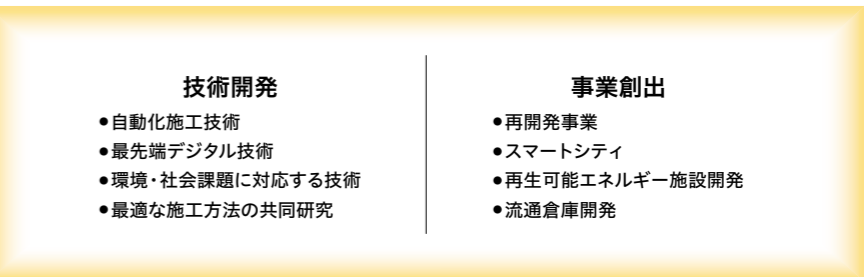 技術開発
●自動化施工技術
●最先端デジタル技術
●環境・社会課題に対応する技術
●最適な施工方法の共同研究
事業創出
●再開発事業
●スマートシティ
●再生可能エネルギー施設開発
●流通倉庫開発